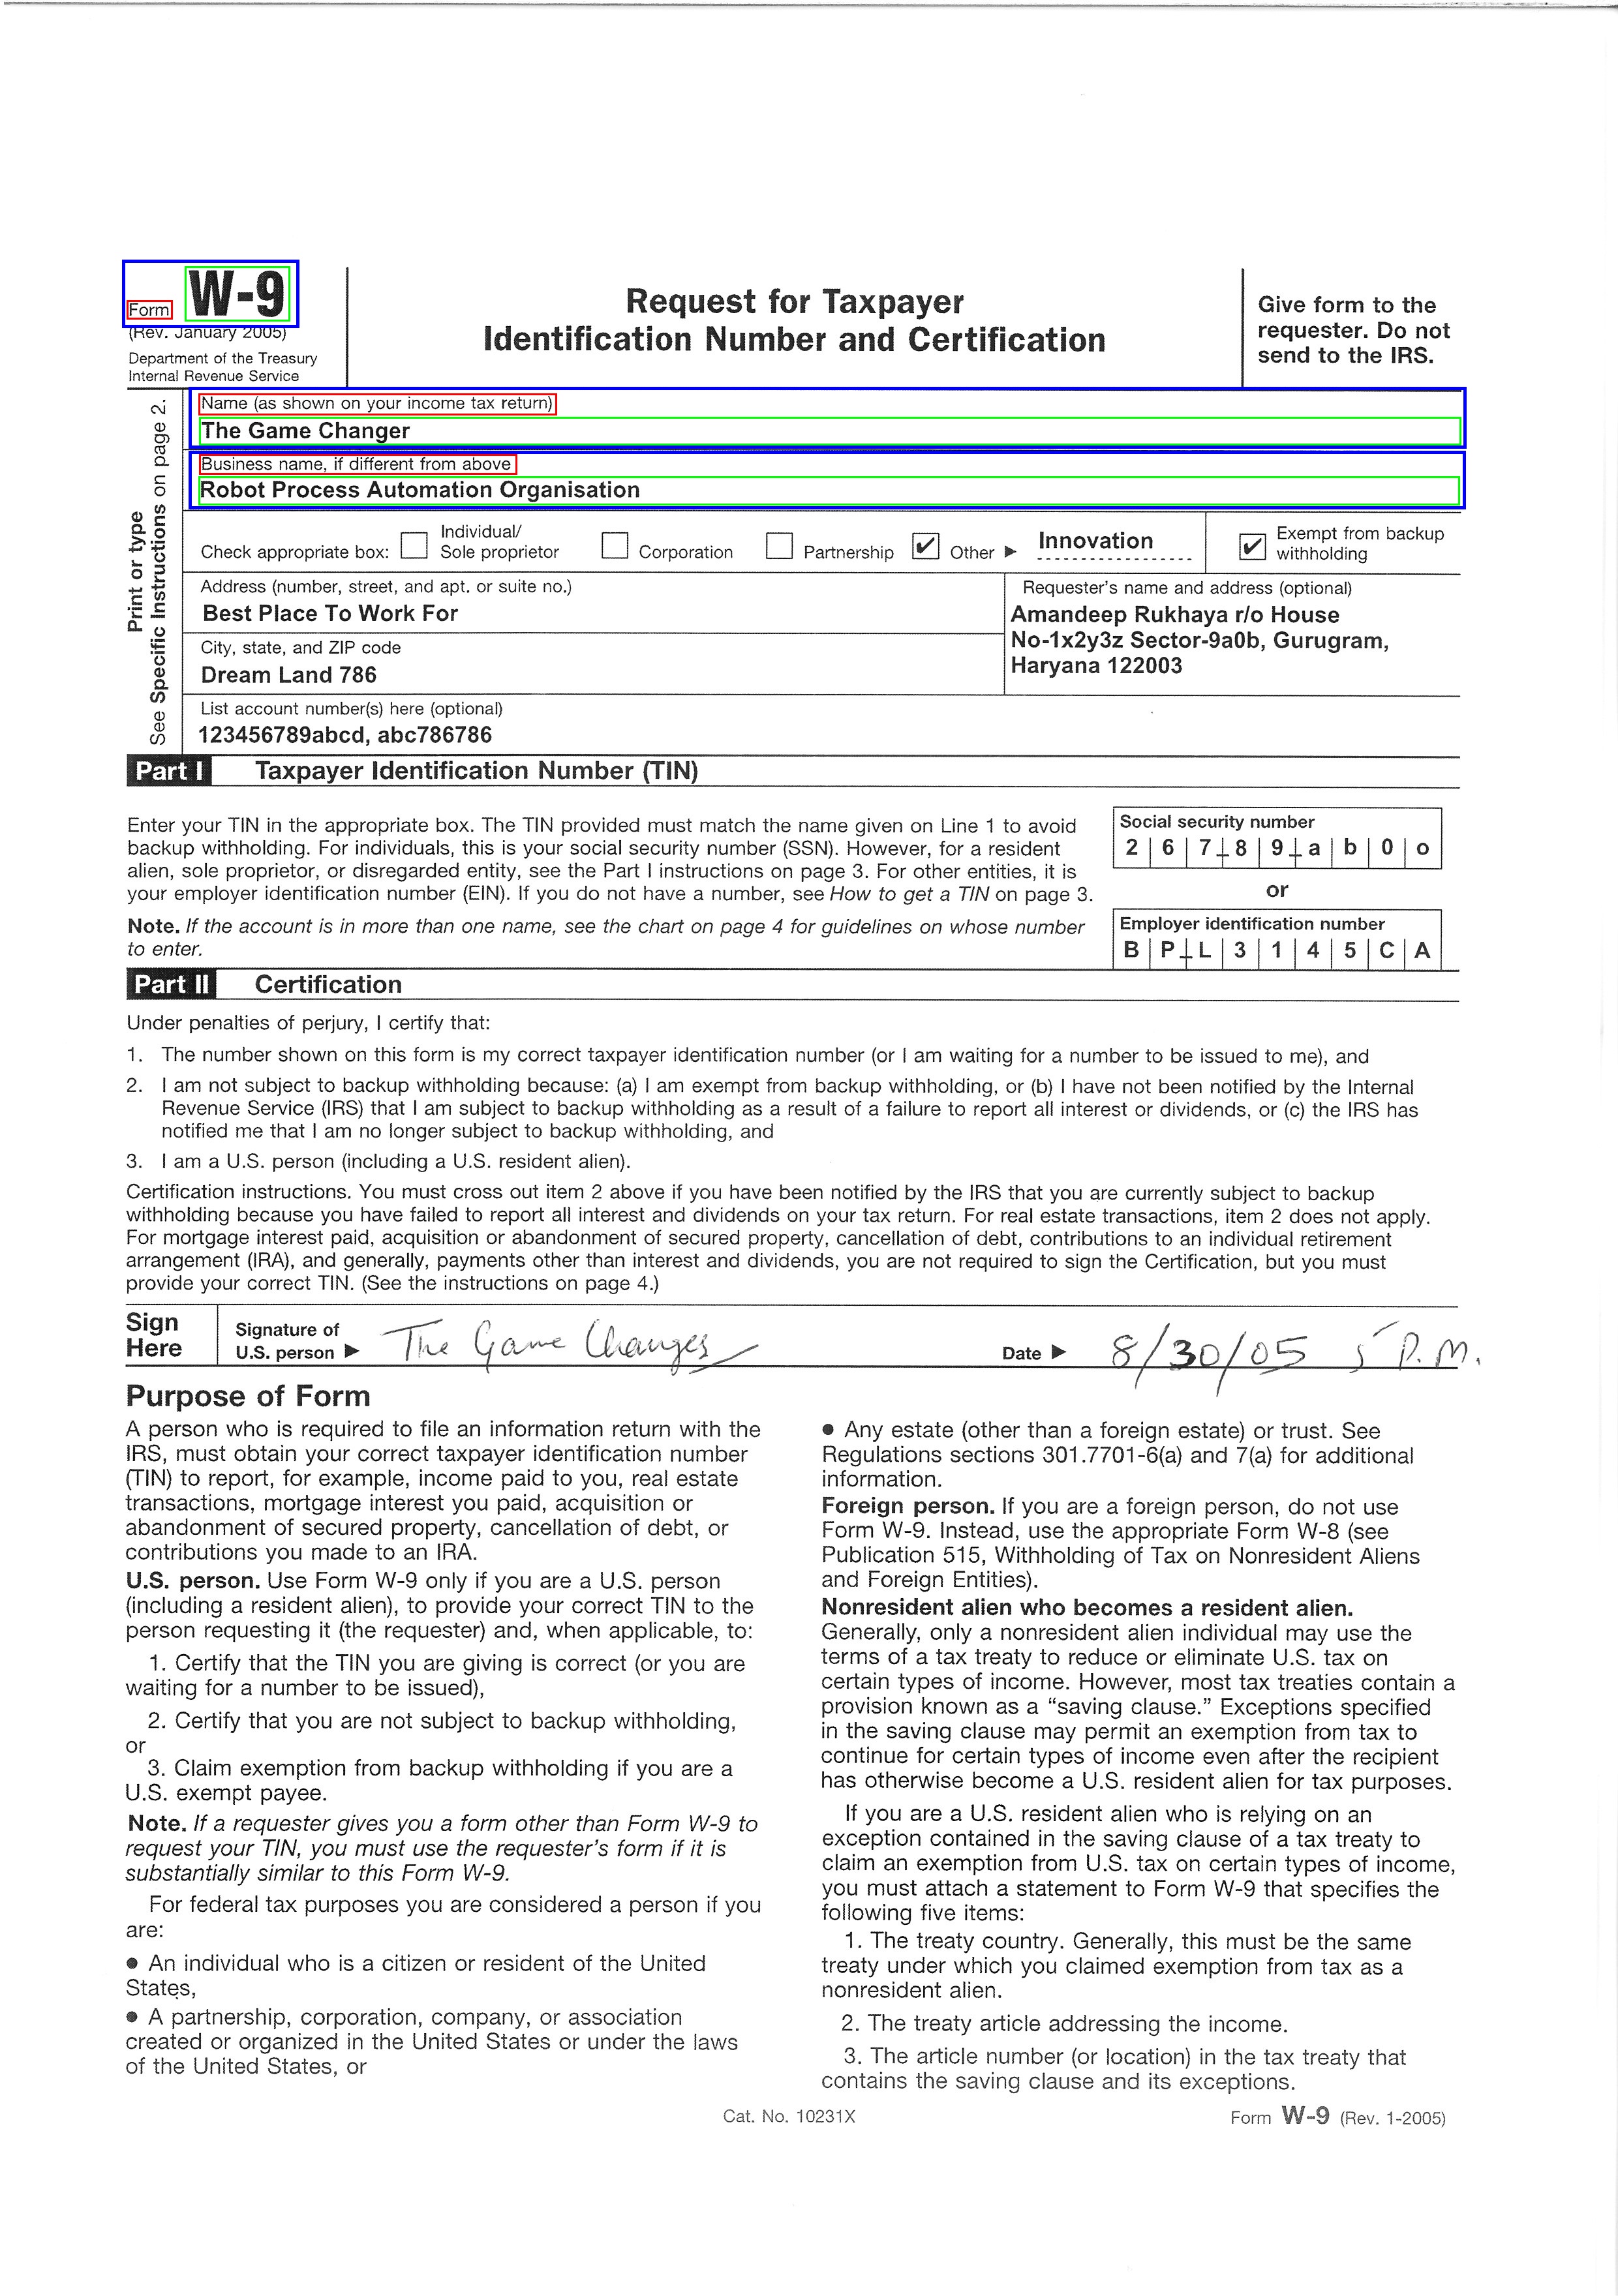 Form W-9
(Rev. January 2005)
Department of the Treasury
Internal Revenue Service
Request for Taxpayer
Identification Number and Certification
Give form to the
requester. Do not
send to the IRS.
Print or type
See Specific Instructions on page 2.
Name (as shown on your income tax return)
The Game Changer
Business name, if different from above
Robot Process Automation Organisation
Check appropriate box: Individual/ Sole proprietor Corporation Partnership ✔ Other ▶ Innovation ✔ Exempt from backup withholding
Address (number, street, and apt. or suite no.)
Best Place To Work For
City, state, and ZIP code
Dream Land 786
Requester's name and address (optional)
Amandeep Rukhaya r/o House
No-1x2y3z Sector-9a0b, Gurugram,
Haryana 122003
List account number(s) here (optional)
123456789abcd, abc786786
Part I Taxpayer Identification Number (TIN)
Enter your TIN in the appropriate box. The TIN provided must match the name given on Line 1 to avoid
backup withholding. For individuals, this is your social security number (SSN). However, for a resident
alien, sole proprietor, or disregarded entity, see the Part I instructions on page 3. For other entities, it is
your employer identification number (EIN). If you do not have a number, see How to get a TIN on page 3.
Note. If the account is in more than one name, see the chart on page 4 for guidelines on whose number
to enter.
Social security number
2 6 7 8 9 a b 0 o
or
Employer identification number
B P L 3 1 4 5 C A
Part II Certification
Under penalties of perjury, I certify that:
1. The number shown on this form is my correct taxpayer identification number (or I am waiting for a number to be issued to me), and
2. I am not subject to backup withholding because: (a) I am exempt from backup withholding, or (b) I have not been notified by the Internal
Revenue Service (IRS) that I am subject to backup withholding as a result of a failure to report all interest or dividends, or (c) the IRS has
notified me that I am no longer subject to backup withholding, and
3. I am a U.S. person (including a U.S. resident alien).
Certification instructions. You must cross out item 2 above if you have been notified by the IRS that you are currently subject to backup
withholding because you have failed to report all interest and dividends on your tax return. For real estate transactions, item 2 does not apply.
For mortgage interest paid, acquisition or abandonment of secured property, cancellation of debt, contributions to an individual retirement
arrangement (IRA), and generally, payments other than interest and dividends, you are not required to sign the Certification, but you must
provide your correct TIN. (See the instructions on page 4.)
Sign
Here
Signature of
U.S. person ▶ The Game Changes
Date ▶ 8/30/05 5 P.M.
Purpose of Form
A person who is required to file an information return with the
IRS, must obtain your correct taxpayer identification number
(TIN) to report, for example, income paid to you, real estate
transactions, mortgage interest you paid, acquisition or
abandonment of secured property, cancellation of debt, or
contributions you made to an IRA.
U.S. person. Use Form W-9 only if you are a U.S. person
(including a resident alien), to provide your correct TIN to the
person requesting it (the requester) and, when applicable, to:
1. Certify that the TIN you are giving is correct (or you are
waiting for a number to be issued),
2. Certify that you are not subject to backup withholding,
or
3. Claim exemption from backup withholding if you are a
U.S. exempt payee.
Note. If a requester gives you a form other than Form W-9 to
request your TIN, you must use the requester's form if it is
substantially similar to this Form W-9.
For federal tax purposes you are considered a person if you
are:
● An individual who is a citizen or resident of the United
States,
● A partnership, corporation, company, or association
created or organized in the United States or under the laws
of the United States, or
● Any estate (other than a foreign estate) or trust. See
Regulations sections 301.7701-6(a) and 7(a) for additional
information.
Foreign person. If you are a foreign person, do not use
Form W-9. Instead, use the appropriate Form W-8 (see
Publication 515, Withholding of Tax on Nonresident Aliens
and Foreign Entities).
Nonresident alien who becomes a resident alien.
Generally, only a nonresident alien individual may use the
terms of a tax treaty to reduce or eliminate U.S. tax on
certain types of income. However, most tax treaties contain a
provision known as a “saving clause.” Exceptions specified
in the saving clause may permit an exemption from tax to
continue for certain types of income even after the recipient
has otherwise become a U.S. resident alien for tax purposes.
If you are a U.S. resident alien who is relying on an
exception contained in the saving clause of a tax treaty to
claim an exemption from U.S. tax on certain types of income,
you must attach a statement to Form W-9 that specifies the
following five items:
1. The treaty country. Generally, this must be the same
treaty under which you claimed exemption from tax as a
nonresident alien.
2. The treaty article addressing the income.
3. The article number (or location) in the tax treaty that
contains the saving clause and its exceptions.
Cat. No. 10231X
Form W-9 (Rev. 1-2005)